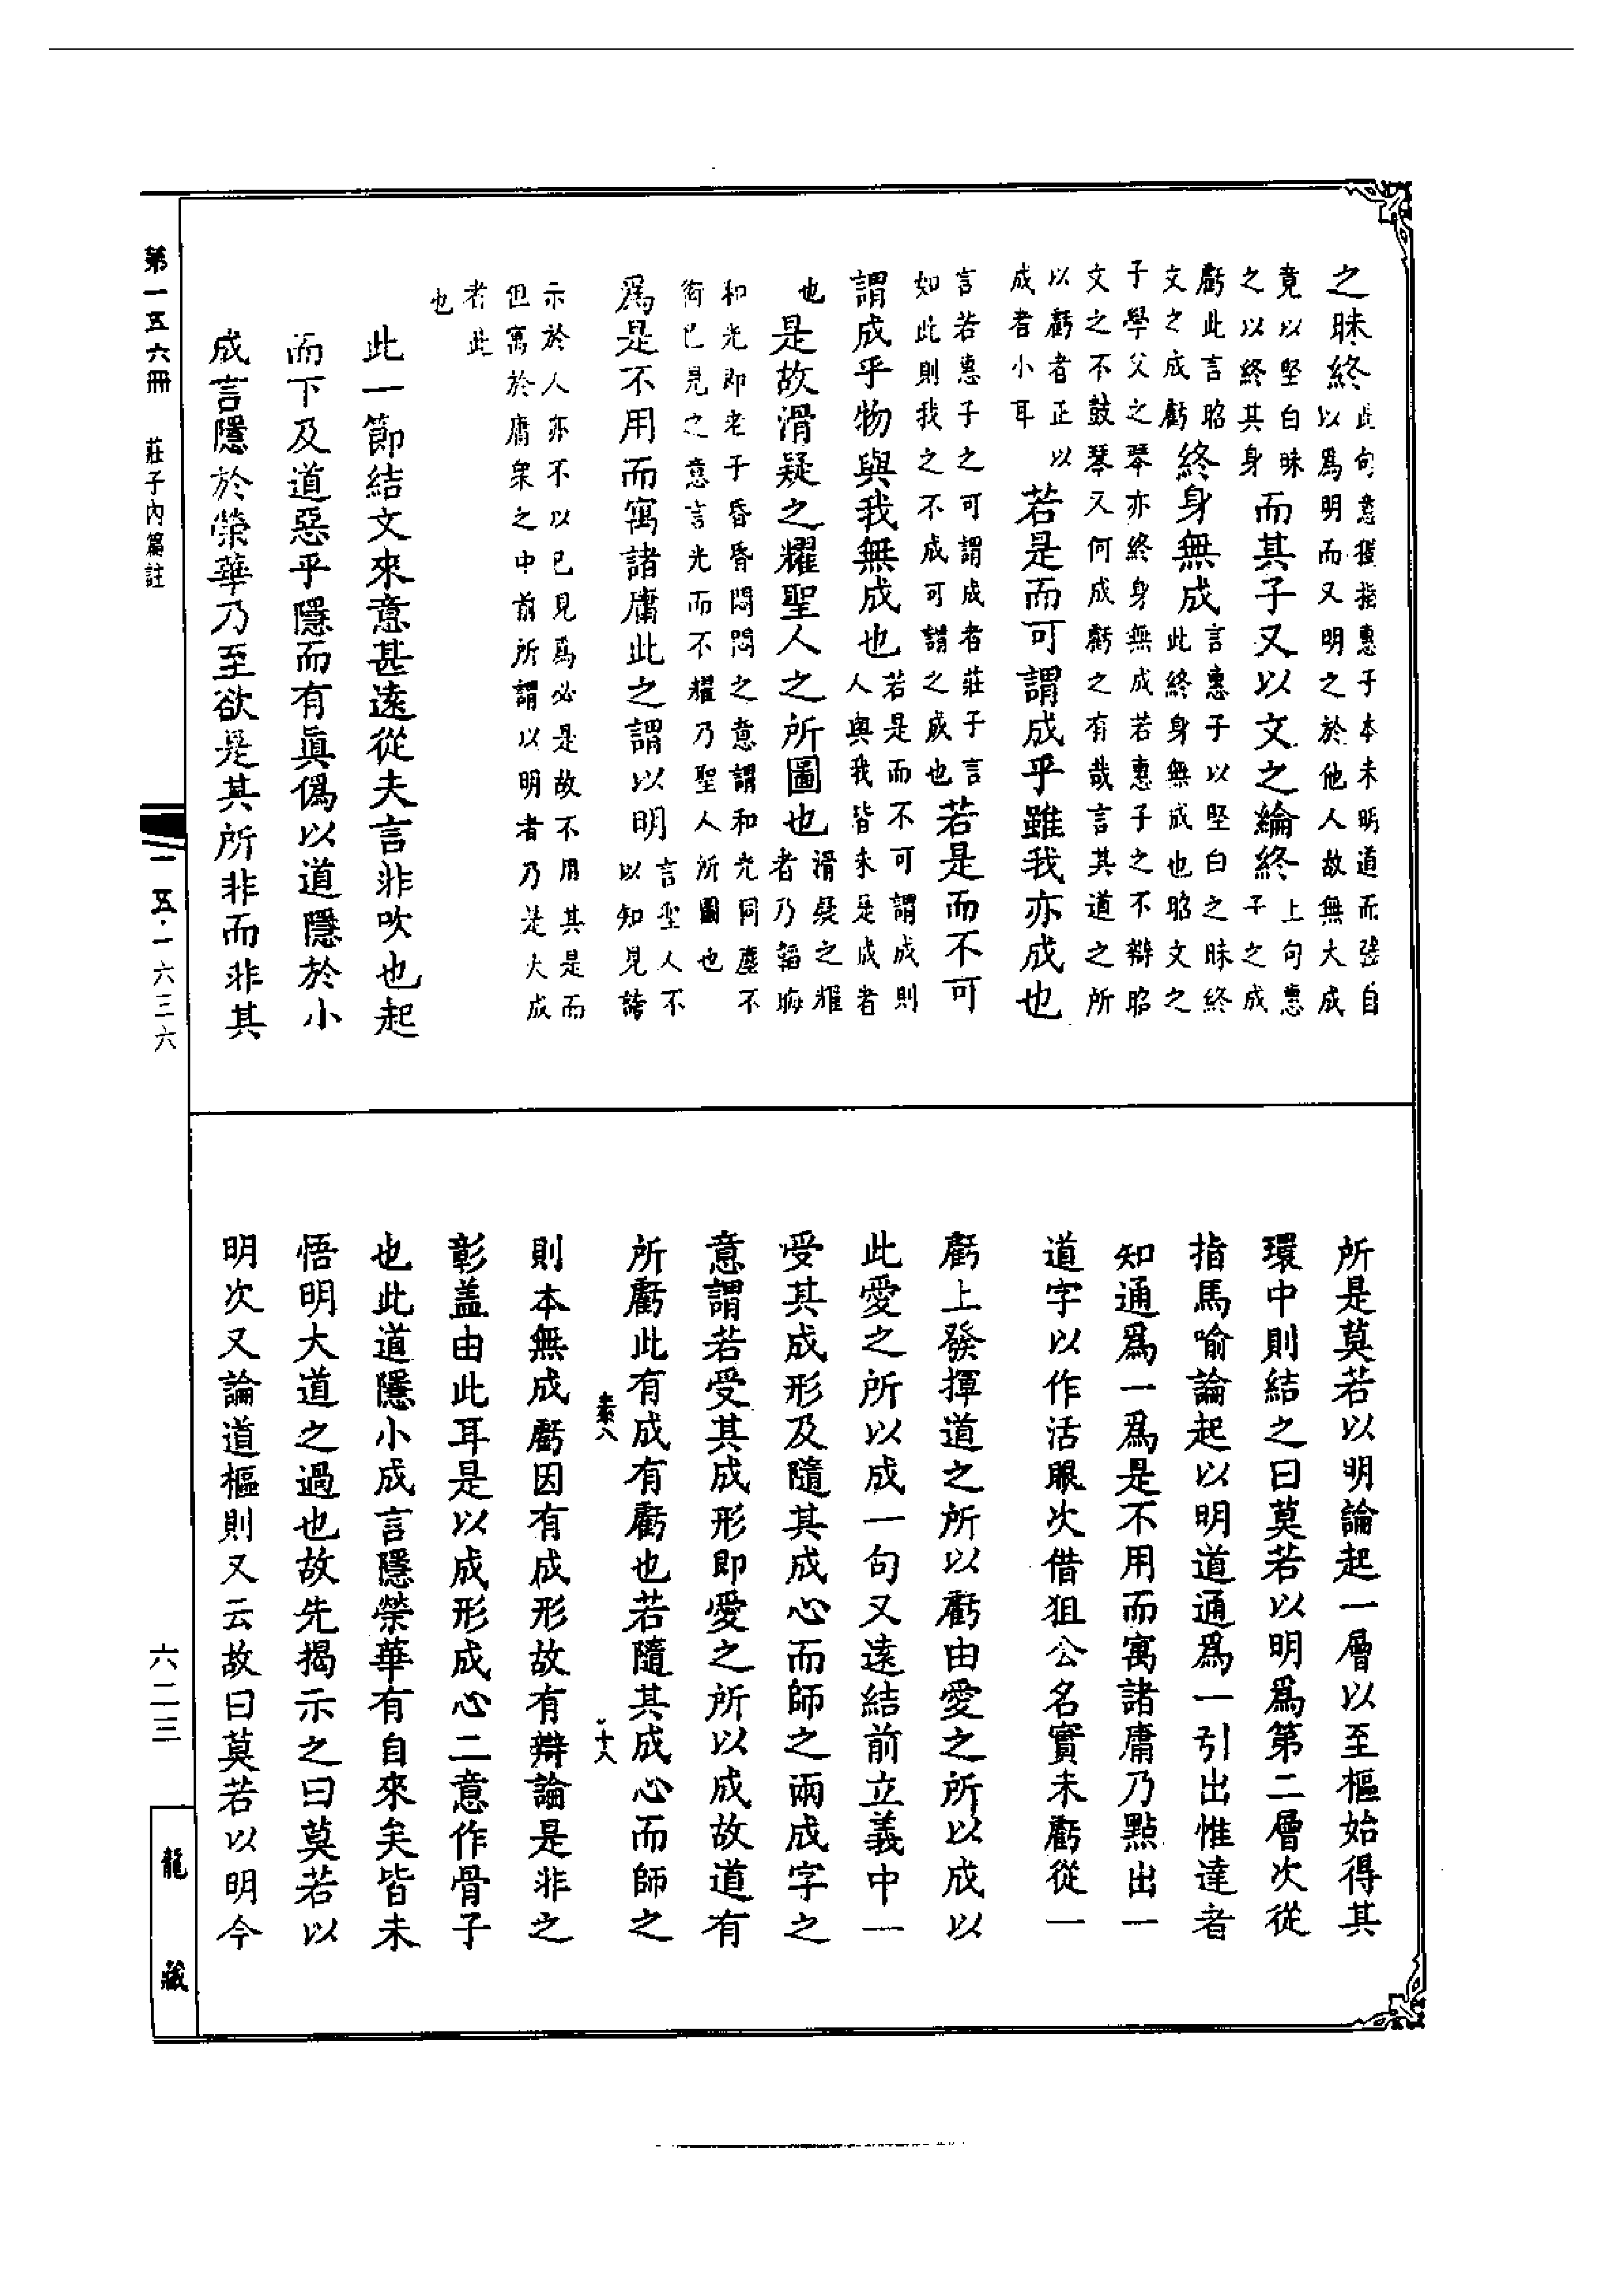 之昧終此句意獲指惠子本未明道而強自以爲明而又明之於他人故無大成
竟以堅白昧之以終其身而其子又以文之綸終上句惠子之成
虧此言昭文之成虧終身無成言惠子以堅白之昧終此終身無成也昭文之
子學父之琴亦終身無成若惠子之不辯昭文之不鼓琴又何成虧之有哉言其道之所
以虧者正以成者小耳若是而可謂成乎雖我亦成也
言若惠子之可謂成者莊子言如此則我之不成可謂之成也若是而不可
謂成乎物與我無成也若是而不可謂成則人與我皆未是成者
也是故滑疑之耀聖人之所圖也滑疑之耀者乃韜晦
和光即老子昏昏悶悶之意謂和光同塵不衒已見之意言光而不耀乃聖人所圖也
爲是不用而寓諸庸此之謂以明言聖人不以知見誇
示於人亦不以已見爲必是故不用其是而但寓於庸衆之中前所謂以明者乃是大成
者此也
此一節結文來意甚遠從夫言非吹也起
而下及道惡乎隱而有眞僞以道隱於小
成言隱於榮華乃至欲是其所非而非其
所是莫若以明論起一層以至樞始得其
環中則結之曰莫若以明爲第二層次從
指馬喻論起以明道通爲一引出惟達者
知通爲一爲是不用而寓諸庸乃點出一
道字以作活眼次借狙公名實未虧從一
虧上發揮道之所以虧由愛之所以成以
此愛之所以成一句又遠結前立義中一
受其成形及隨其成心而師之兩成字之
意謂若受其成形即愛之所以成故道有
所虧此有成有虧也若隨其成心而師之
素八
十八
則本無成虧因有成形故有辯論是非之
彰盖由此耳是以成形成心二意作骨子
也此道隱小成言隱榮華有自來矣皆未
悟明大道之過也故先揭示之曰莫若以
明次又論道樞則又云故曰莫若以明今
第一五六冊 莊子內篇註
一五·一六三六
六二三
龍藏